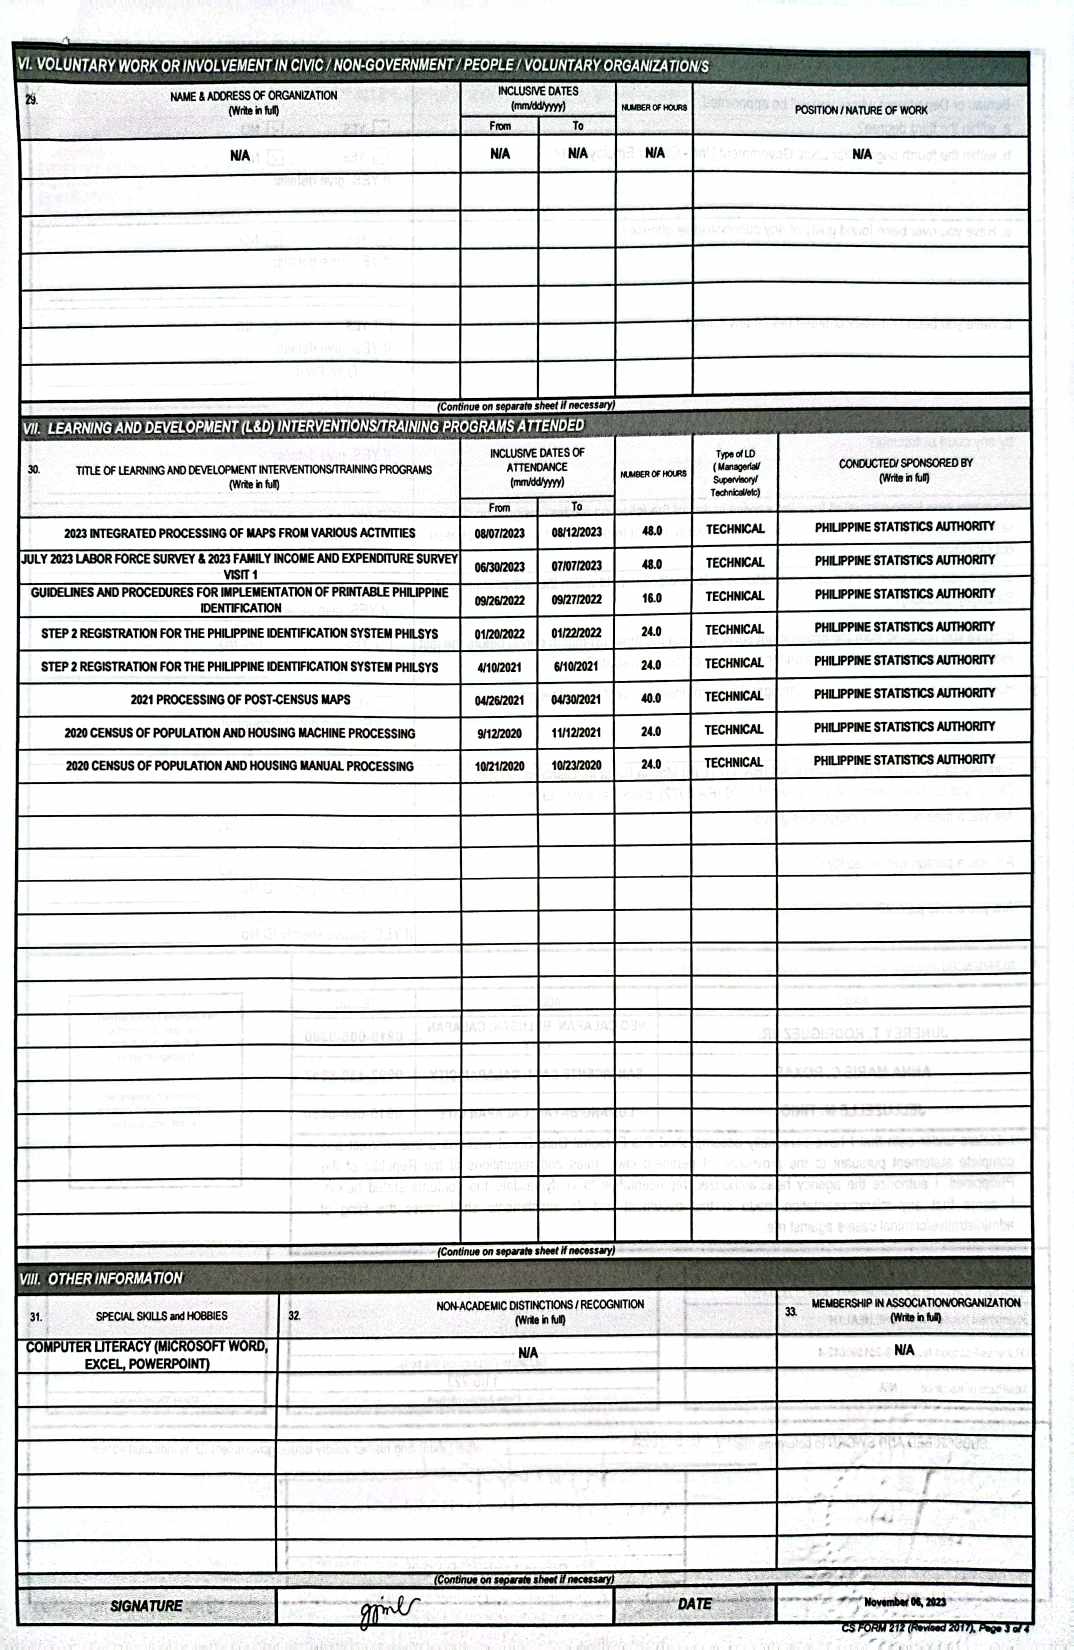 VI. VOLUNTARY WORK OR INVOLVEMENT IN CIVIC / NON-GOVERNMENT / PEOPLE / VOLUNTARY ORGANIZATION/S
29. NAME & ADDRESS OF ORGANIZATION
(Write in full)
INCLUSIVE DATES
(mm/dd/yyyy)
From To
NUMBER OF HOURS
POSITION / NATURE OF WORK
N/A N/A N/A N/A N/A
(Continue on separate sheet if necessary)
VII. LEARNING AND DEVELOPMENT (L&D) INTERVENTIONS/TRAINING PROGRAMS ATTENDED
30. TITLE OF LEARNING AND DEVELOPMENT INTERVENTIONS/TRAINING PROGRAMS
(Write in full)
INCLUSIVE DATES OF
ATTENDANCE
(mm/dd/yyyy)
From To
NUMBER OF HOURS
Type of LD
( Managerial/
Supervisory/
Technical/etc)
CONDUCTED/ SPONSORED BY
(Write in full)
2023 INTEGRATED PROCESSING OF MAPS FROM VARIOUS ACTIVITIES 08/07/2023 08/12/2023 48.0 TECHNICAL PHILIPPINE STATISTICS AUTHORITY
JULY 2023 LABOR FORCE SURVEY & 2023 FAMILY INCOME AND EXPENDITURE SURVEY
VISIT 1 06/30/2023 07/07/2023 48.0 TECHNICAL PHILIPPINE STATISTICS AUTHORITY
GUIDELINES AND PROCEDURES FOR IMPLEMENTATION OF PRINTABLE PHILIPPINE
IDENTIFICATION 09/26/2022 09/27/2022 16.0 TECHNICAL PHILIPPINE STATISTICS AUTHORITY
STEP 2 REGISTRATION FOR THE PHILIPPINE IDENTIFICATION SYSTEM PHILSYS 01/20/2022 01/22/2022 24.0 TECHNICAL PHILIPPINE STATISTICS AUTHORITY
STEP 2 REGISTRATION FOR THE PHILIPPINE IDENTIFICATION SYSTEM PHILSYS 4/10/2021 6/10/2021 24.0 TECHNICAL PHILIPPINE STATISTICS AUTHORITY
2021 PROCESSING OF POST-CENSUS MAPS 04/26/2021 04/30/2021 40.0 TECHNICAL PHILIPPINE STATISTICS AUTHORITY
2020 CENSUS OF POPULATION AND HOUSING MACHINE PROCESSING 9/12/2020 11/12/2021 24.0 TECHNICAL PHILIPPINE STATISTICS AUTHORITY
2020 CENSUS OF POPULATION AND HOUSING MANUAL PROCESSING 10/21/2020 10/23/2020 24.0 TECHNICAL PHILIPPINE STATISTICS AUTHORITY
(Continue on separate sheet if necessary)
VIII. OTHER INFORMATION
31. SPECIAL SKILLS and HOBBIES
32. NON-ACADEMIC DISTINCTIONS / RECOGNITION
(Write in full)
33. MEMBERSHIP IN ASSOCIATION/ORGANIZATION
(Write in full)
COMPUTER LITERACY (MICROSOFT WORD,
EXCEL, POWERPOINT)
N/A N/A
(Continue on separate sheet if necessary)
SIGNATURE DATE November 06, 2023
CS FORM 212 (Revised 2017), Page 3 of 4